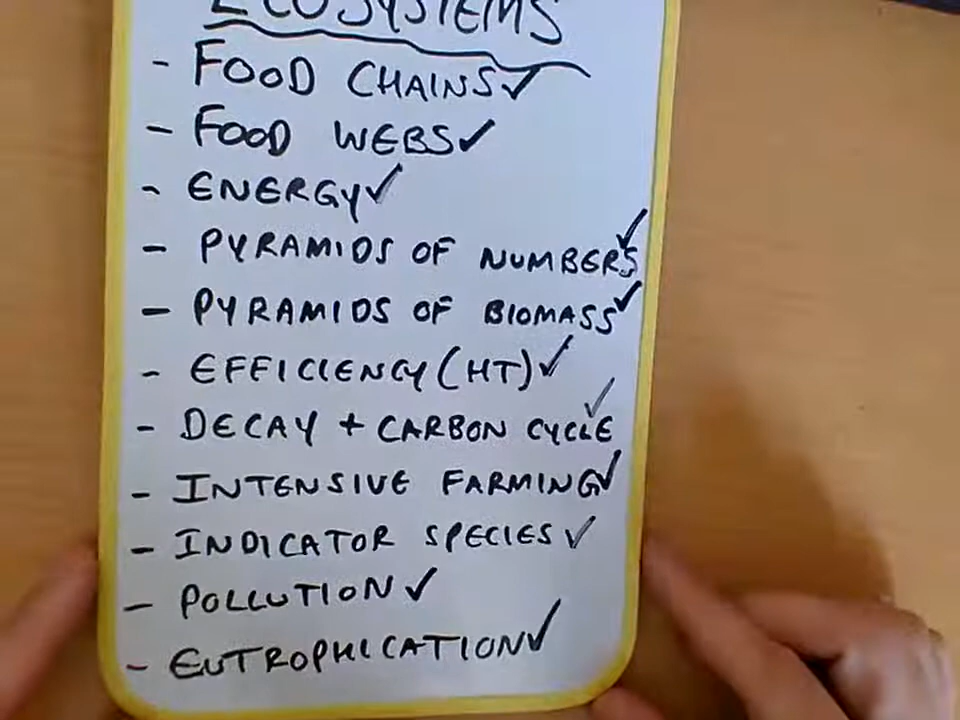 ECOSYSTEMS
- FOOD CHAINS ✓
- FOOD WEBS ✓
- ENERGY ✓
- PYRAMIDS OF NUMBERS ✓
- PYRAMIDS OF BIOMASS ✓
- EFFICIENCY (HT) ✓
- DECAY + CARBON CYCLE ✓
- INTENSIVE FARMING ✓
- INDICATOR SPECIES ✓
- POLLUTION ✓
- EUTROPHICATION ✓